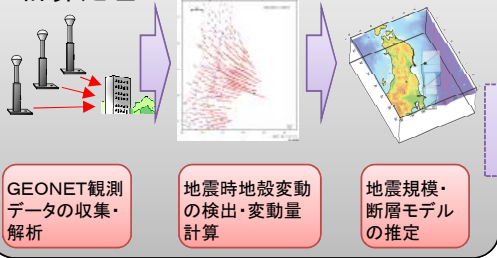 GEONET観測
データの収集・
解析
地震時地殻変動
の検出・変動量
計算
地震規模・
断層モデル
の推定